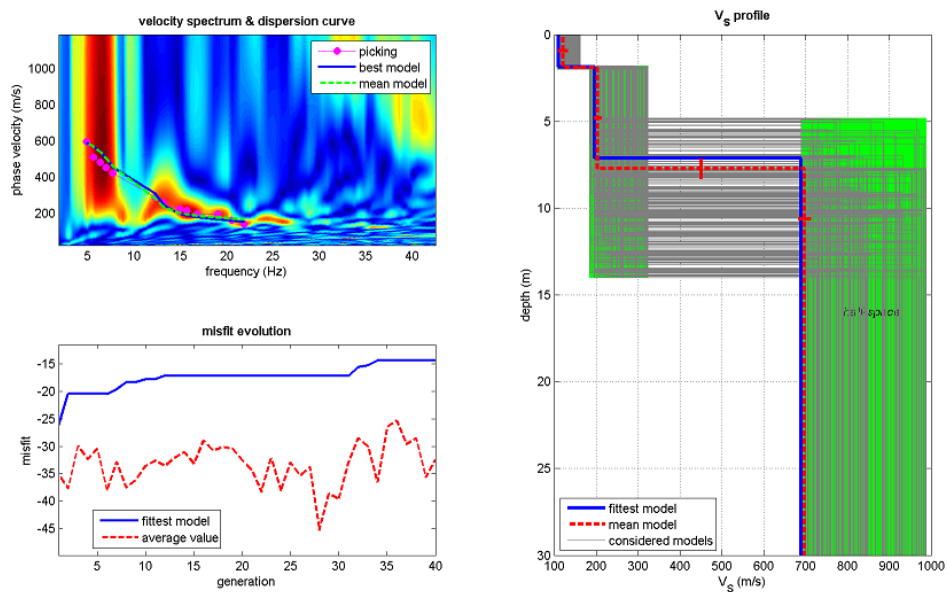 velocity spectrum & dispersion curve
1000
800
600
400
200
phase velocity (m/s)
picking
best model
mean model
5 10 15 20 25 30 35 40
frequency (Hz)
misfit evolution
-15
-20
-25
-30
-35
-40
-45
misfit
fittest model
average value
5 10 15 20 25 30 35 40
generation
V_S profile
0
5
10
15
20
25
30
depth (m)
half-space
fittest model
mean model
considered models
100 200 300 400 500 600 700 800 900 1000
V_S (m/s)